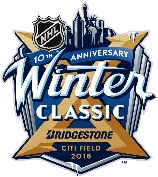 NHL
10TH ANNIVERSARY
Winter
CLASSIC
BRIDGESTONE
CITI FIELD
2018